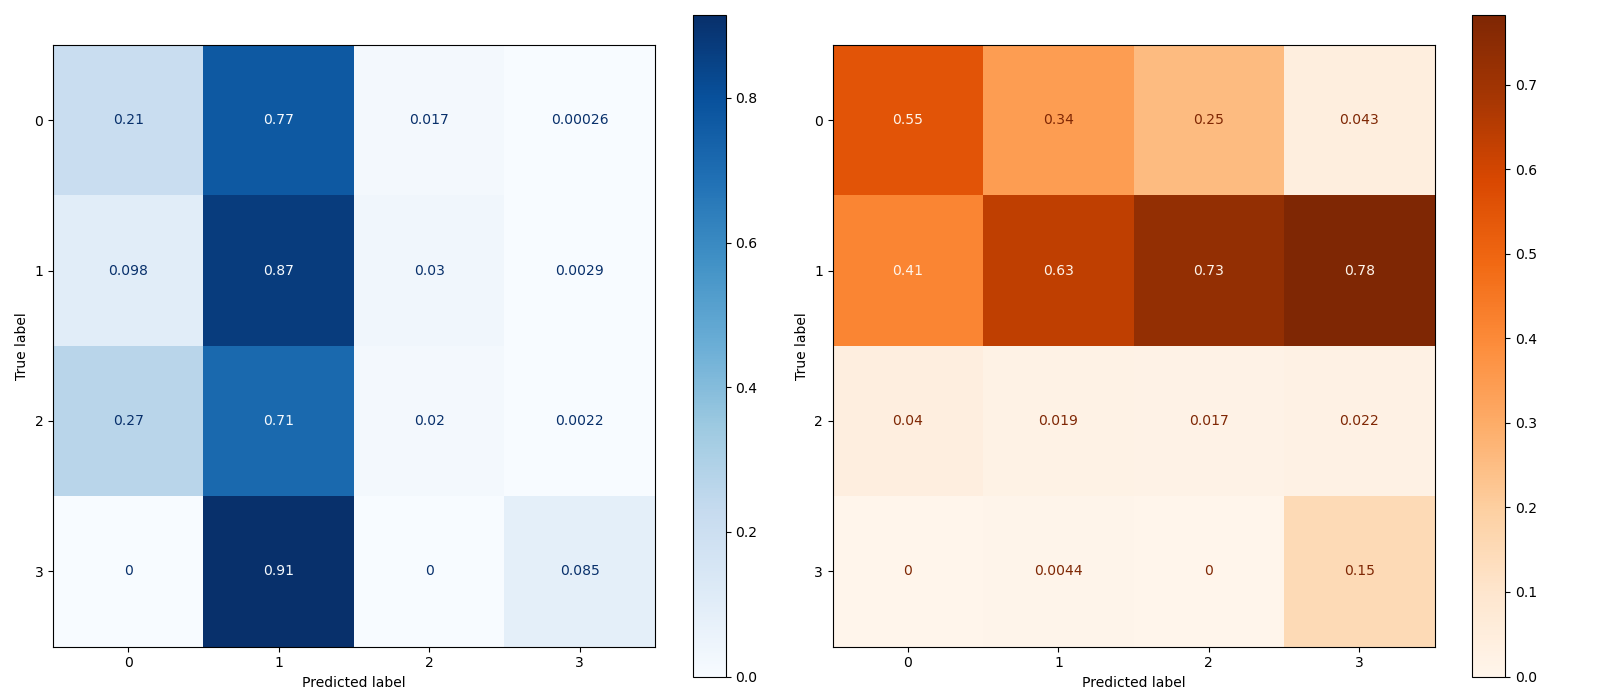 0 0.21 0.77 0.017 0.00026
1 0.098 0.87 0.03 0.0029
2 0.27 0.71 0.02 0.0022
3 0 0.91 0 0.085
0 1 2 3
Predicted label
True label
0.8
0.6
0.4
0.2
0.0
0 0.55 0.34 0.25 0.043
1 0.41 0.63 0.73 0.78
2 0.04 0.019 0.017 0.022
3 0 0.0044 0 0.15
0 1 2 3
Predicted label
True label
0.7
0.6
0.5
0.4
0.3
0.2
0.1
0.0